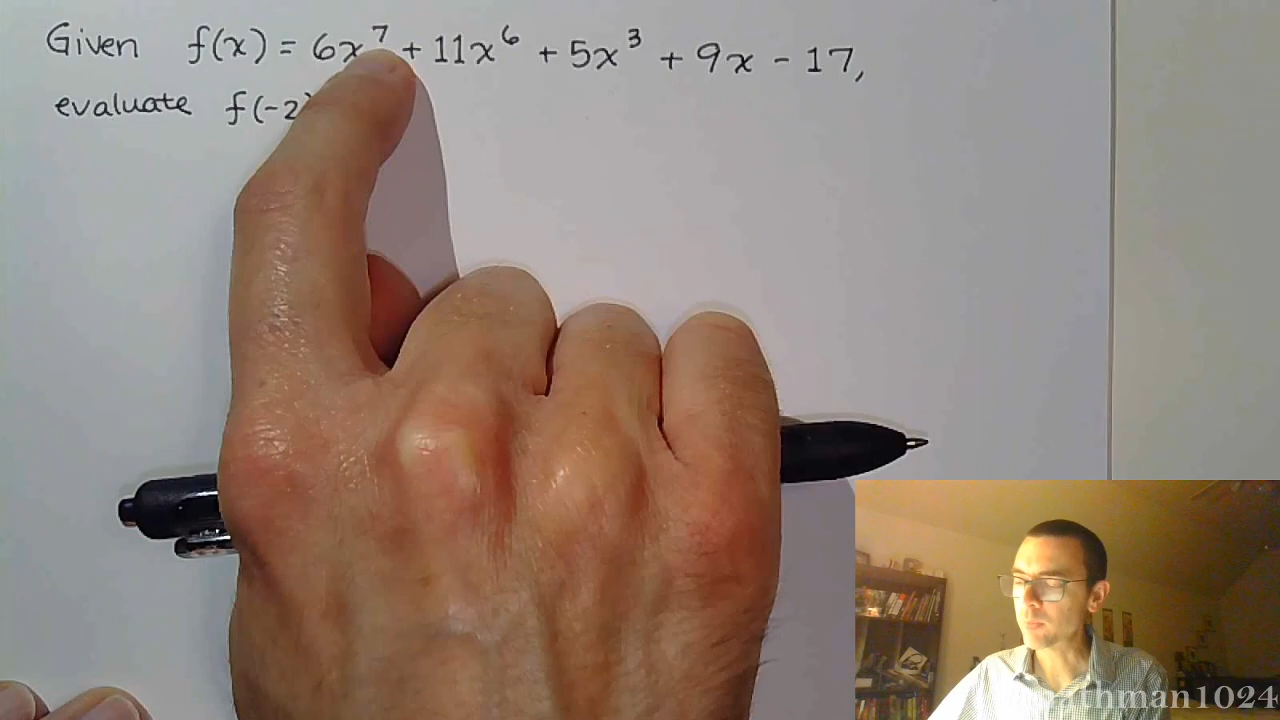 Given f(x) = 6x⁷ + 11x⁶ + 5x³ + 9x - 17,
evaluate f(-2)